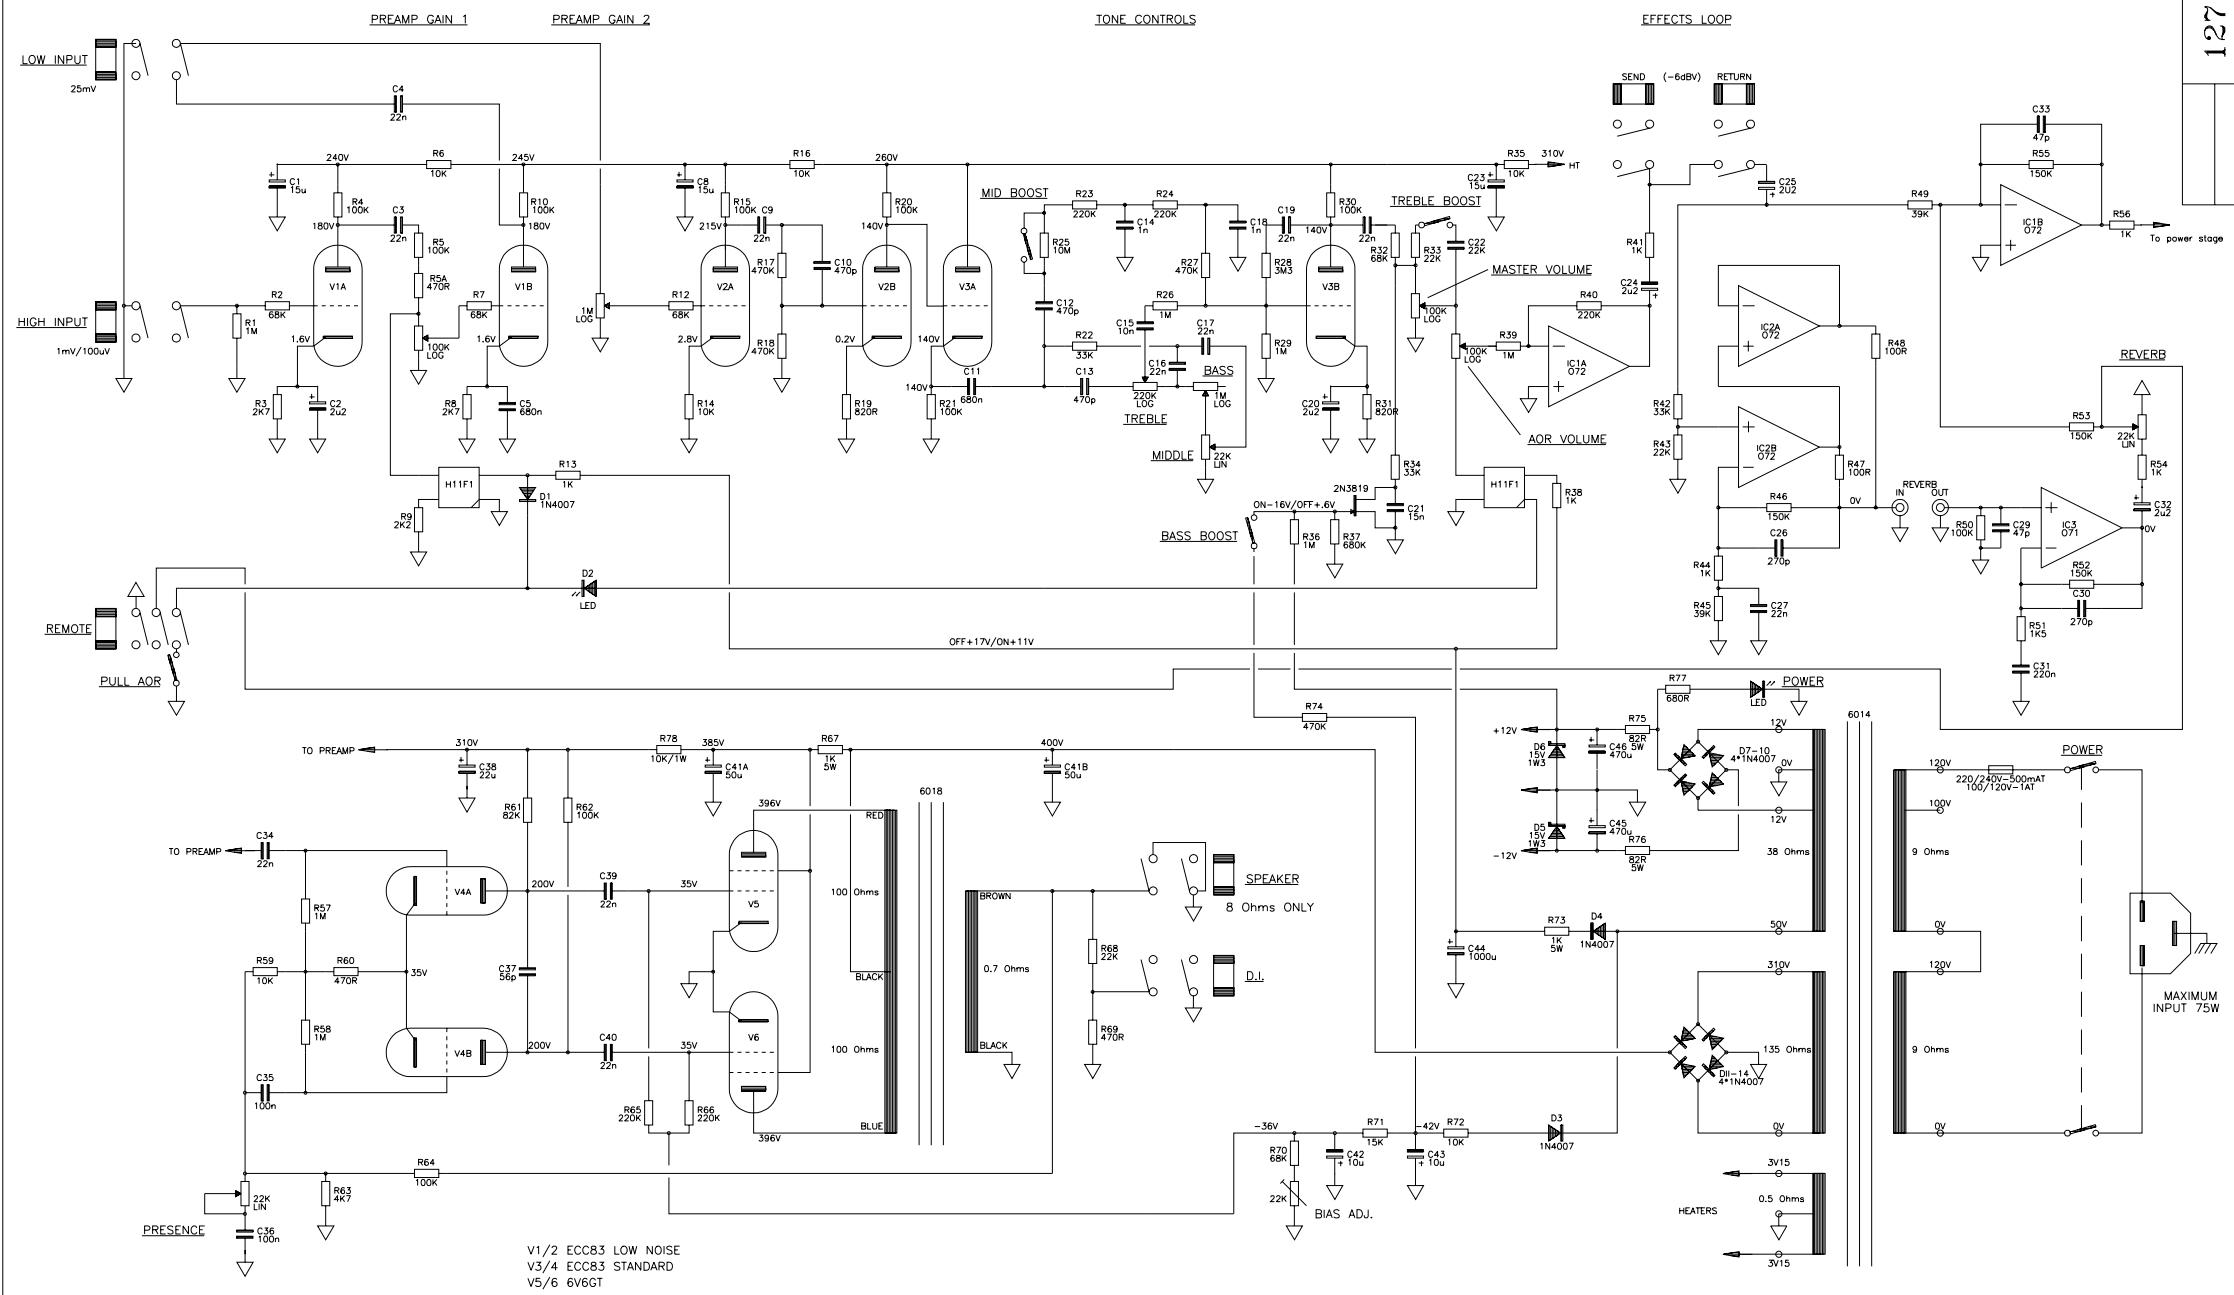 PREAMP GAIN 1
PREAMP GAIN 2
TONE CONTROLS
EFFECTS LOOP
127
LOW INPUT
25mV
C4
22n
SEND
(-6dBV)
RETURN
C33
47p
R55
150K
240V
R6
10K
245V
R16
10K
260V
R35
10K
310V
HT
C1
15u
R4
100K
C3
22n
R10
100K
C8
15u
R15
100K
C9
22n
R20
100K
MID BOOST
R23
220K
R24
220K
C14
1n
C18
1n
C19
22n
R30
100K
22n
TREBLE BOOST
C23
15u
C25
2U2
R49
39K
IC1B
072
R56
1K
To power stage
180V
R5
100K
180V
215V
140V
R25
10M
140V
R32
68K
R33
22K
C22
22K
R41
1K
R5A
470R
R17
470K
C10
470p
R27
470K
R28
3M3
MASTER VOLUME
C24
2u2
HIGH INPUT
1mV/100uV
R2
68K
V1A
R7
68K
V1B
1M
LOG
R12
68K
V2A
V2B
V3A
C12
470p
R26
1M
V3B
100K
LOG
R40
220K
IC2A
072
R48
100R
R1
1M
100K
LOG
R18
470K
C15
10n
C17
22n
R29
1M
100K
LOG
R39
1M
IC1A
072
REVERB
1.6V
1.6V
2.8V
0.2V
140V
R22
33K
C16
22n
BASS
140V
C11
680n
C13
470p
220K
LOG
1M
LOG
TREBLE
R3
2K7
C2
2u2
R8
2K7
C5
680n
R14
10K
R19
820R
R21
100K
C20
2u2
R31
820R
AOR VOLUME
R42
33K
R43
22K
IC2B
072
R53
150K
22K
LIN
R54
1K
MIDDLE
22K
LIN
R34
33K
H11F1
R13
1K
D1
1N4007
R9
2K2
2N3819
ON-16V/OFF+.6V
C21
15n
H11F1
R38
1K
R47
100R
R46
150K
0V
REVERB
IN
OUT
C32
2u2
0V
BASS BOOST
R36
1M
R37
680K
C26
270p
R50
100K
C29
47p
IC3
071
D2
LED
R44
1K
R45
39K
C27
22n
R52
150K
C30
270p
REMOTE
R51
1K5
OFF+17V/ON+11V
C31
220n
PULL AOR
R77
680R
LED
POWER
R74
470K
6014
TO PREAMP
310V
R78
10K/1W
385V
R67
1K
5W
400V
+12V
R75
82R
5W
12V
POWER
C38
22u
C41A
50u
C41B
50u
D6
15V
1W3
C46
470u
D7-10
4*1N4007
0V
120V
220/240V-500mAT
100/120V-1AT
6018
R61
82K
R62
100K
396V
RED
D5
15V
1W3
C45
470u
12V
100V
C34
22n
TO PREAMP
-12V
R76
82R
5W
38 Ohms
9 Ohms
V4A
200V
C39
22n
35V
V5
100 Ohms
BROWN
SPEAKER
8 Ohms ONLY
R57
1M
R73
1K
5W
D4
1N4007
50V
0V
R68
22K
C44
1000u
R59
10K
R60
470R
35V
C37
56p
BLACK
0.7 Ohms
D.I.
310V
120V
MAXIMUM
INPUT 75W
R58
1M
V4B
200V
C40
22n
35V
V6
100 Ohms
BLACK
R69
470R
135 Ohms
9 Ohms
D11-14
4*1N4007
C35
100n
R65
220K
R66
220K
396V
BLUE
-36V
R71
15K
-42V
R72
10K
D3
1N4007
0V
0V
R70
68K
C42
10u
C43
10u
R64
100K
3V15
22K
LIN
R63
4K7
22K
BIAS ADJ.
0.5 Ohms
HEATERS
PRESENCE
C36
100n
3V15
V1/2 ECC83 LOW NOISE
V3/4 ECC83 STANDARD
V5/6 6V6GT